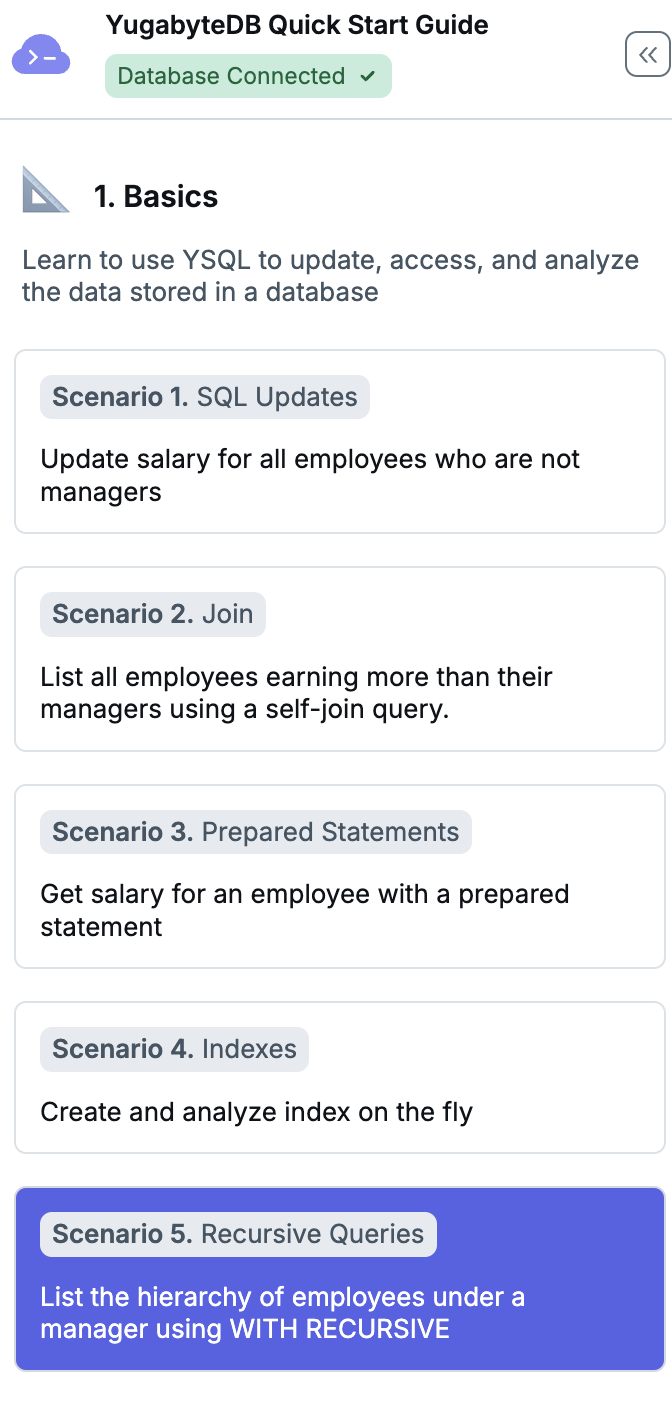 YugabyteDB Quick Start Guide
Database Connected ✓
1. Basics
Learn to use YSQL to update, access, and analyze
the data stored in a database
Scenario 1. SQL Updates
Update salary for all employees who are not
managers
Scenario 2. Join
List all employees earning more than their
managers using a self-join query.
Scenario 3. Prepared Statements
Get salary for an employee with a prepared
statement
Scenario 4. Indexes
Create and analyze index on the fly
Scenario 5. Recursive Queries
List the hierarchy of employees under a
manager using WITH RECURSIVE